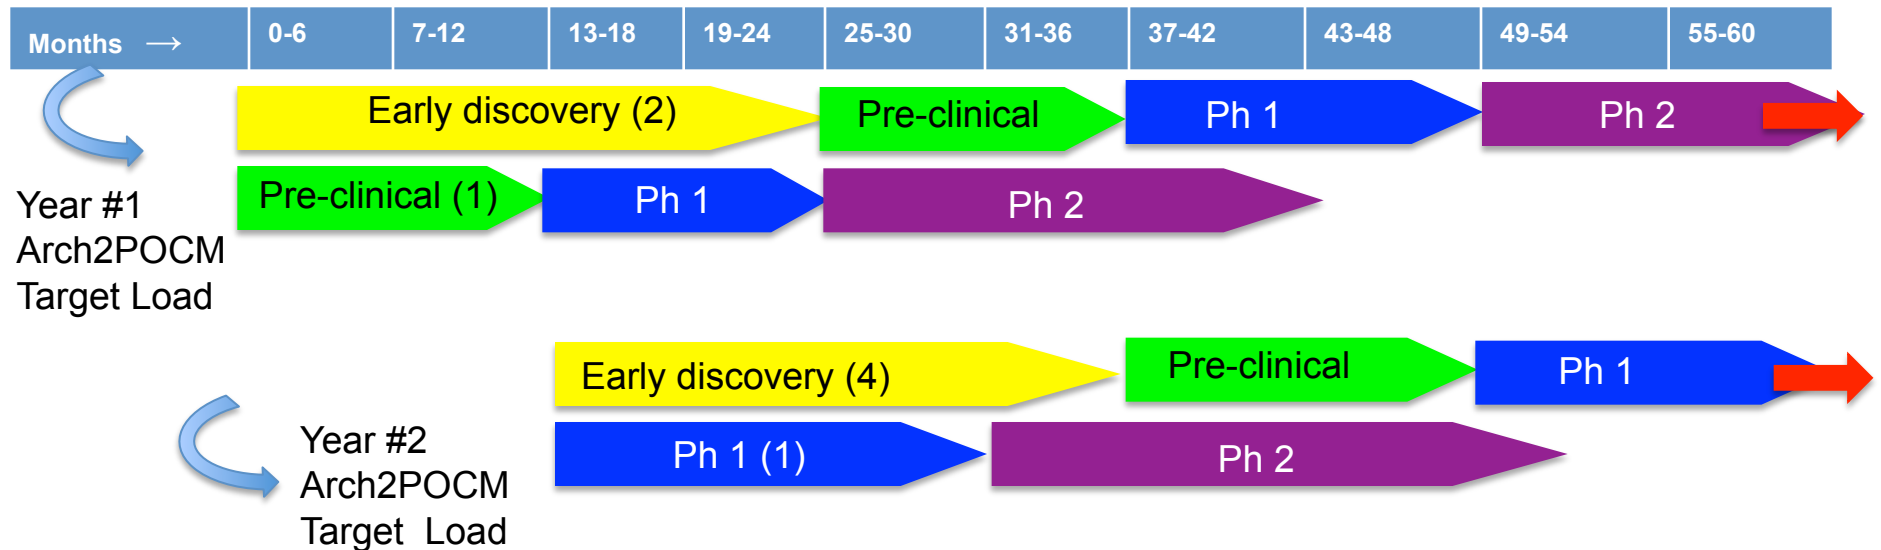 Months → 0-6 7-12 13-18 19-24 25-30 31-36 37-42 43-48 49-54 55-60
Early discovery (2) Pre-clinical Ph 1 Ph 2
Pre-clinical (1) Ph 1 Ph 2
Year #1
Arch2POCM
Target Load
Early discovery (4) Pre-clinical Ph 1
Ph 1 (1) Ph 2
Year #2
Arch2POCM
Target Load